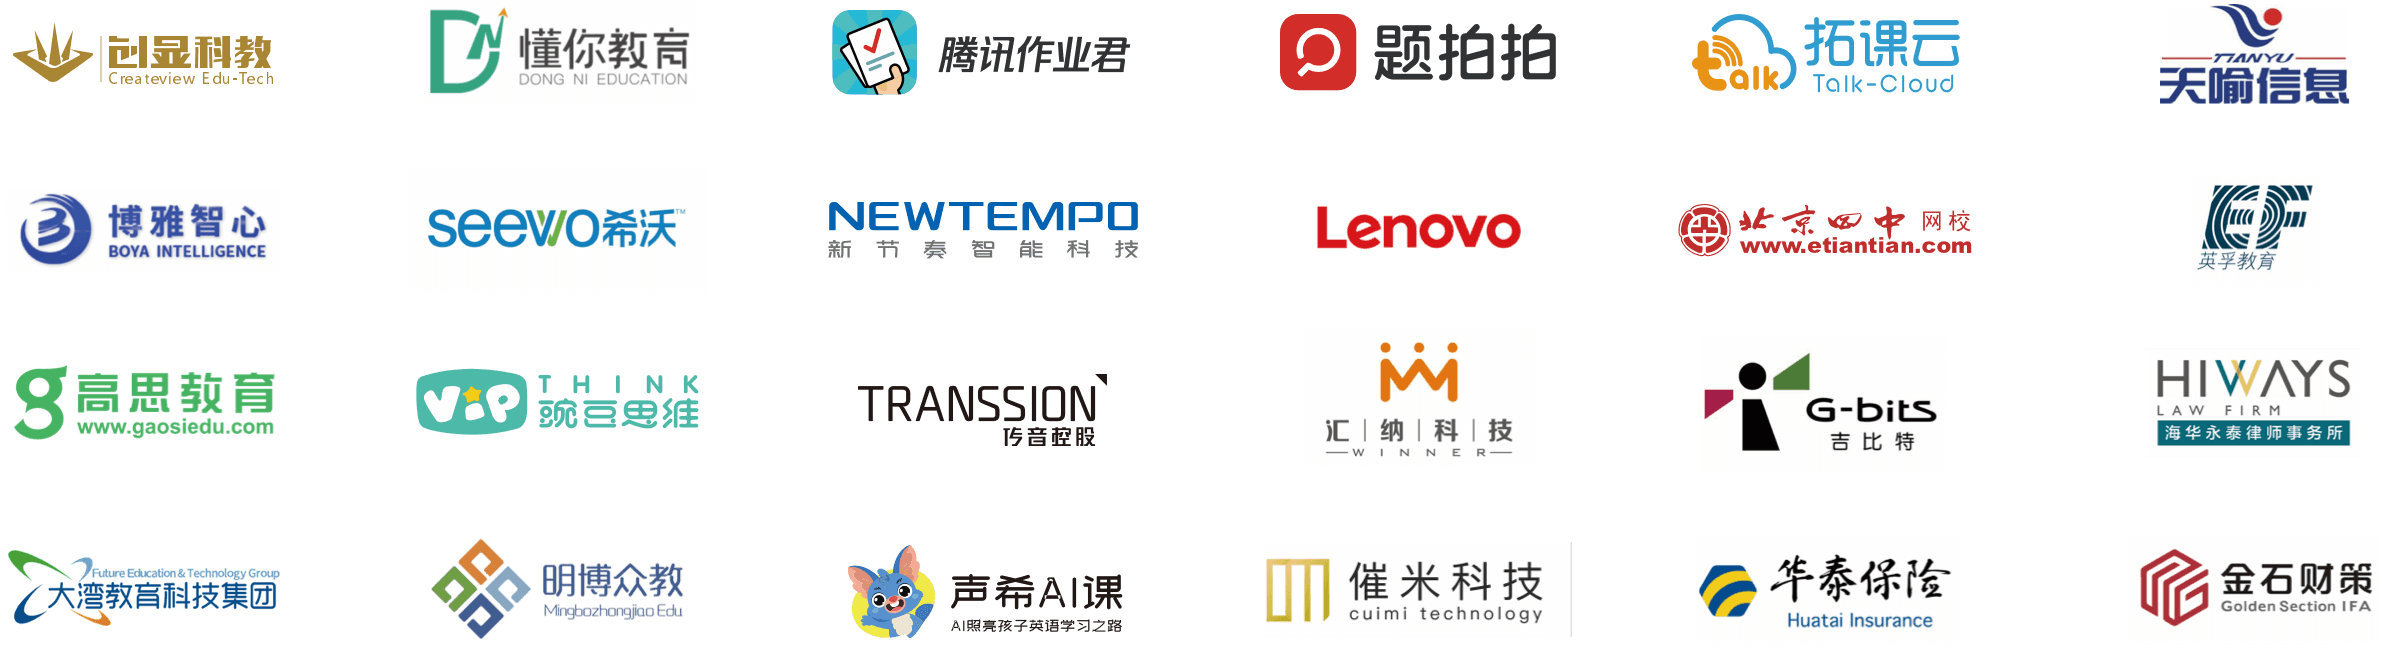 创显科教
Createview Edu-Tech
懂你教育
DONG NI EDUCATION
腾讯作业君
题拍拍
talk
拓课云
Talk-Cloud
TIANYU
天喻信息
博雅智心
BOYA INTELLIGENCE
seewo希沃™
NEWTEMPO
新节奏智能科技
Lenovo
北京四中网校
www.etiantian.com
EF
英孚教育
高思教育
www.gaosiedu.com
ViP
THINK
豌豆思维
TRANSSION
传音控股
汇纳科技
WINNER
G-bits
吉比特
HIWAYS
LAW FIRM
海华永泰律师事务所
Future Education & Technology Group
大湾教育科技集团
明博众教
Mingbozhongjiao Edu
声希AI课
AI照亮孩子英语学习之路
催米科技
cuimi technology
华泰保险
Huatai Insurance
金石财策
Golden Section IFA